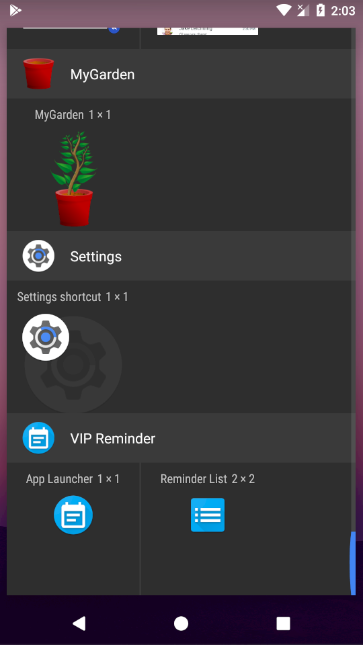 2:03
MyGarden
MyGarden 1 × 1
Settings
Settings shortcut 1 × 1
VIP Reminder
App Launcher 1 × 1
Reminder List 2 × 2